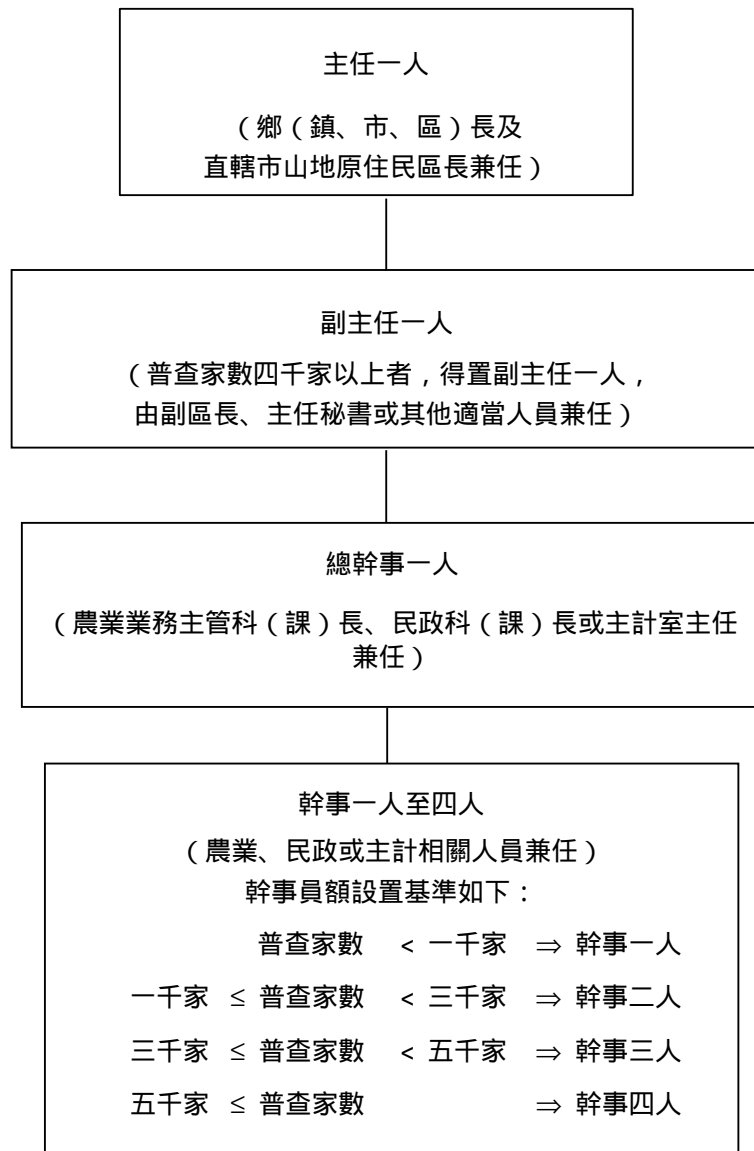 主任一人
（鄉（鎮、市、區）長及
直轄市山地原住民區長兼任）
副主任一人
（普查家數四千家以上者，得置副主任一人，
由副區長、主任秘書或其他適當人員兼任）
總幹事一人
（農業業務主管科（課）長、民政科（課）長或主計室主任
兼任）
幹事一人至四人
（農業、民政或主計相關人員兼任）
幹事員額設置基準如下：
普查家數 < 一千家 ⇒ 幹事一人
一千家 ≤ 普查家數 < 三千家 ⇒ 幹事二人
三千家 ≤ 普查家數 < 五千家 ⇒ 幹事三人
五千家 ≤ 普查家數 ⇒ 幹事四人